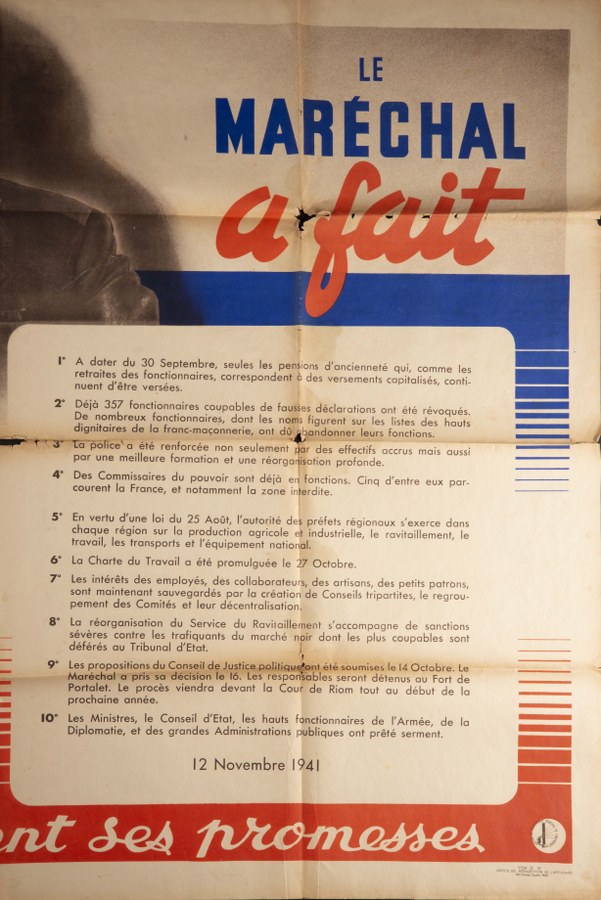 LE
MARÉCHAL
a fait
1° A dater du 30 Septembre, seules les pensions d'ancienneté qui, comme les
retraites des fonctionnaires, correspondent à des versements capitalisés, conti-
nuent d'être versées.
2° Déjà 357 fonctionnaires coupables de fausses déclarations ont été révoqués.
De nombreux fonctionnaires, dont les noms figurent sur les listes des hauts
dignitaires de la franc-maçonnerie, ont dû abandonner leurs fonctions.
3° La police a été renforcée non seulement par des effectifs accrus mais aussi
par une meilleure formation et une réorganisation profonde.
4° Des Commissaires du pouvoir sont déjà en fonctions. Cinq d'entre eux par-
courent la France, et notamment la zone interdite.
5° En vertu d'une loi du 25 Août, l'autorité des préfets régionaux s'exerce dans
chaque région sur la production agricole et industrielle, le ravitaillement, le
travail, les transports et l'équipement national.
6° La Charte du Travail a été promulguée le 27 Octobre.
7° Les intérêts des employés, des collaborateurs, des artisans, des petits patrons,
sont maintenant sauvegardés par la création de Conseils tripartites, le regrou-
pement des Comités et leur décentralisation.
8° La réorganisation du Service du Ravitaillement s'accompagne de sanctions
sévères contre les trafiquants du marché noir dont les plus coupables sont
déférés au Tribunal d'Etat.
9° Les propositions du Conseil de Justice politique ont été soumises le 14 Octobre. Le
Maréchal a pris sa décision le 16. Les responsables seront détenus au Fort de
Portalet. Le procès viendra devant la Cour de Riom tout au début de la
prochaine année.
10° Les Ministres, le Conseil d'Etat, les hauts fonctionnaires de l'Armée, de la
Diplomatie, et des grandes Administrations publiques ont prêté serment.
12 Novembre 1941
ent ses promesses